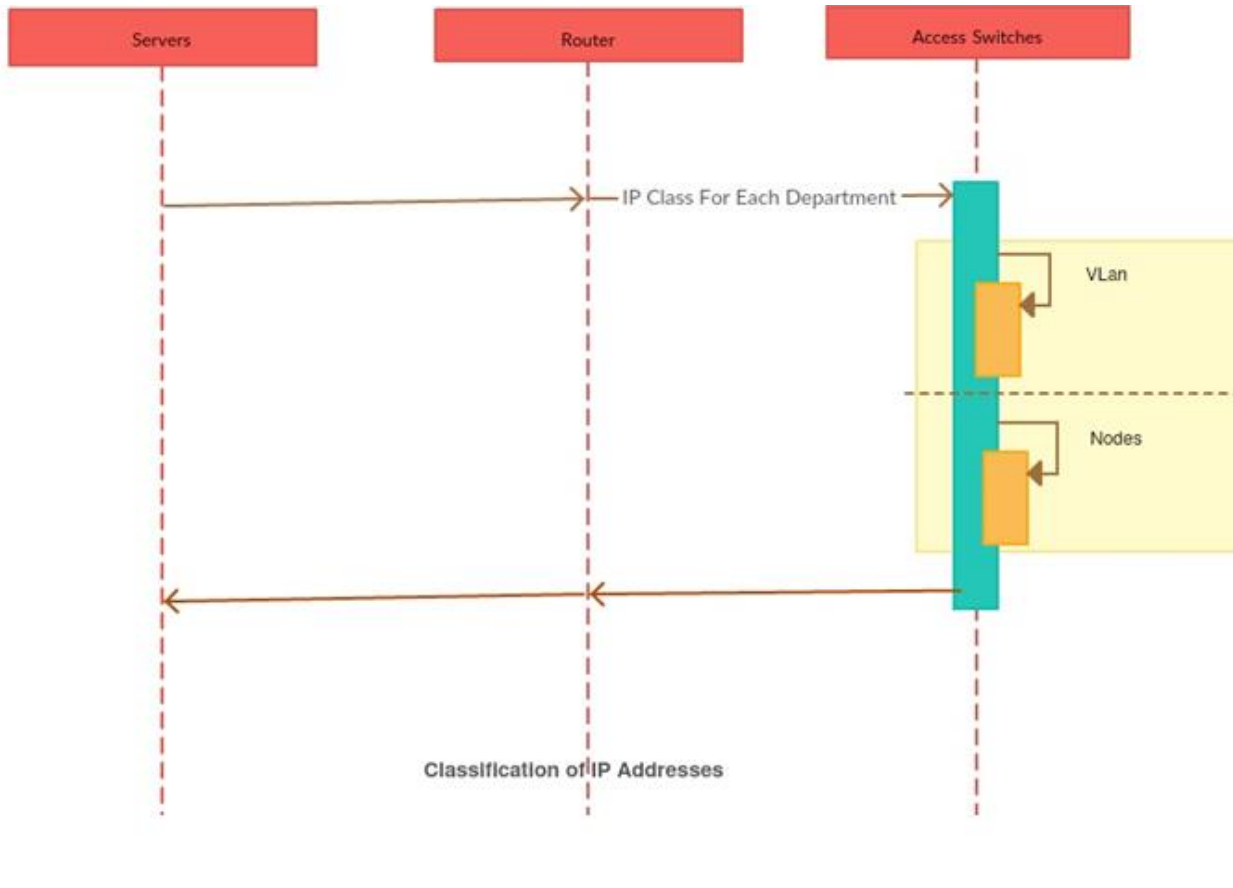 Servers
Router
Access Switches
IP Class For Each Department
VLan
Nodes
Classification of IP Addresses